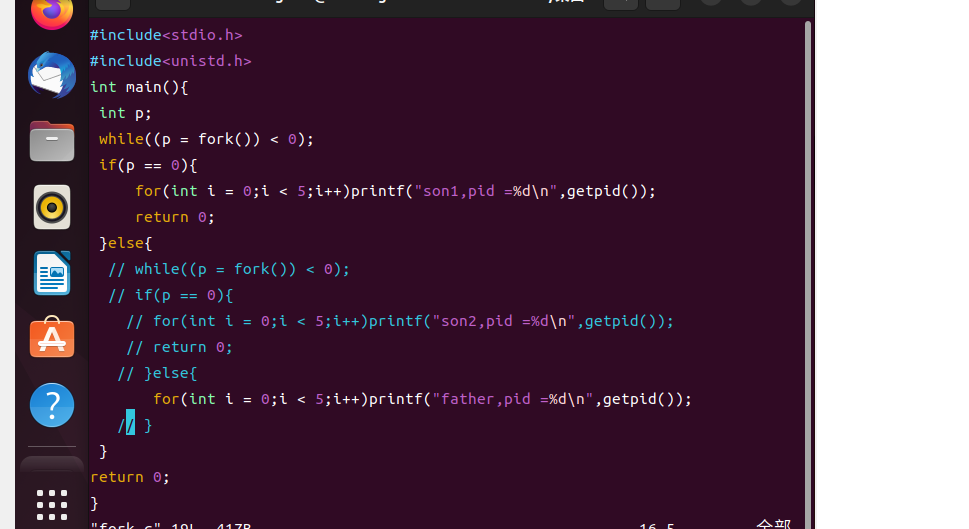 #include<stdio.h>
#include<unistd.h>
int main(){
 int p;
 while((p = fork()) < 0);
 if(p == 0){
     for(int i = 0;i < 5;i++)printf("son1,pid =%d\n",getpid());
     return 0;
 }else{
  // while((p = fork()) < 0);
  // if(p == 0){
    // for(int i = 0;i < 5;i++)printf("son2,pid =%d\n",getpid());
    // return 0;
   // }else{
       for(int i = 0;i < 5;i++)printf("father,pid =%d\n",getpid());
   // }
 }
return 0;
}
"fork.c" 19L, 417B 16,5 全部